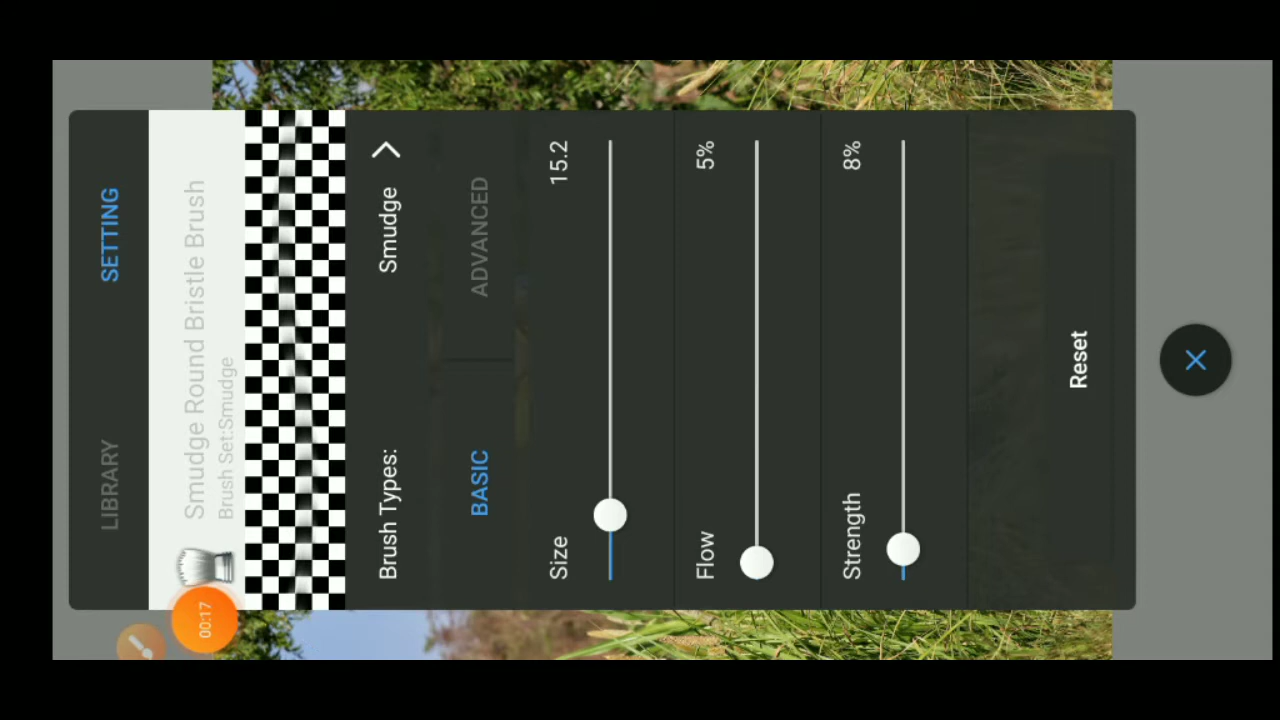 LIBRARY SETTING
Smudge Round Bristle Brush
Brush Set:Smudge
Brush Types: Smudge
BASIC ADVANCED
Size 15.2
Flow 5%
Strength 8%
Reset
00:17